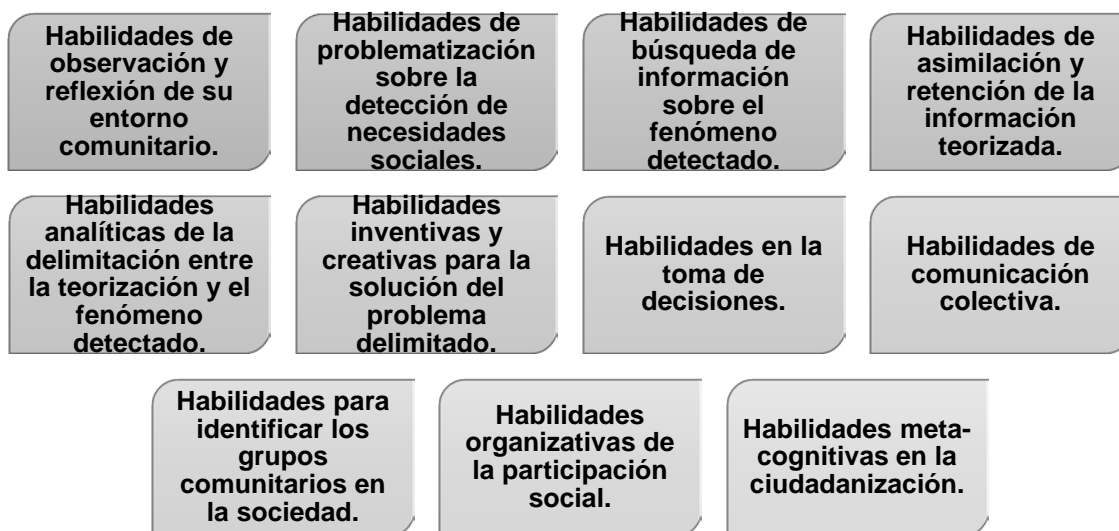 Habilidades de
observación y
reflexión de su
entorno
comunitario.
Habilidades de
problematización
sobre la
detección de
necesidades
sociales.
Habilidades de
búsqueda de
información
sobre el
fenómeno
detectado.
Habilidades de
asimilación y
retención de la
información
teorizada.
Habilidades
analíticas de la
delimitación entre
la teorización y el
fenómeno
detectado.
Habilidades
inventivas y
creativas para la
solución del
problema
delimitado.
Habilidades en la
toma de
decisiones.
Habilidades de
comunicación
colectiva.
Habilidades para
identificar los
grupos
comunitarios en
la sociedad.
Habilidades
organizativas de
la participación
social.
Habilidades meta-
cognitivas en la
ciudadanización.